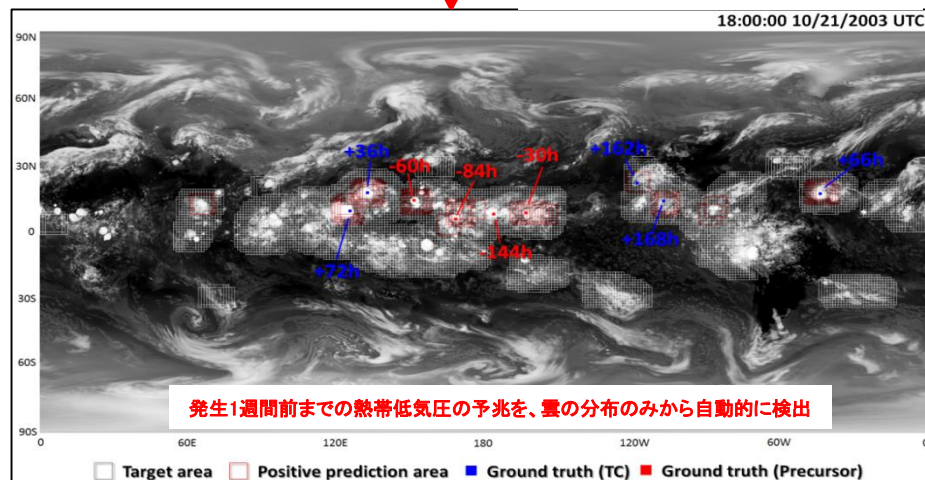 18:00:00 10/21/2003 UTC
90N
60N
30N
0
30S
60S
90S
+36h
-60h
-84h
-30h
+162h
+66h
+72h
-144h
+168h
発生1週間前までの熱帯低気圧の予兆を、雲の分布のみから自動的に検出
0 60E 120E 180 120W 60W 0
Target area Positive prediction area Ground truth (TC) Ground truth (Precursor)